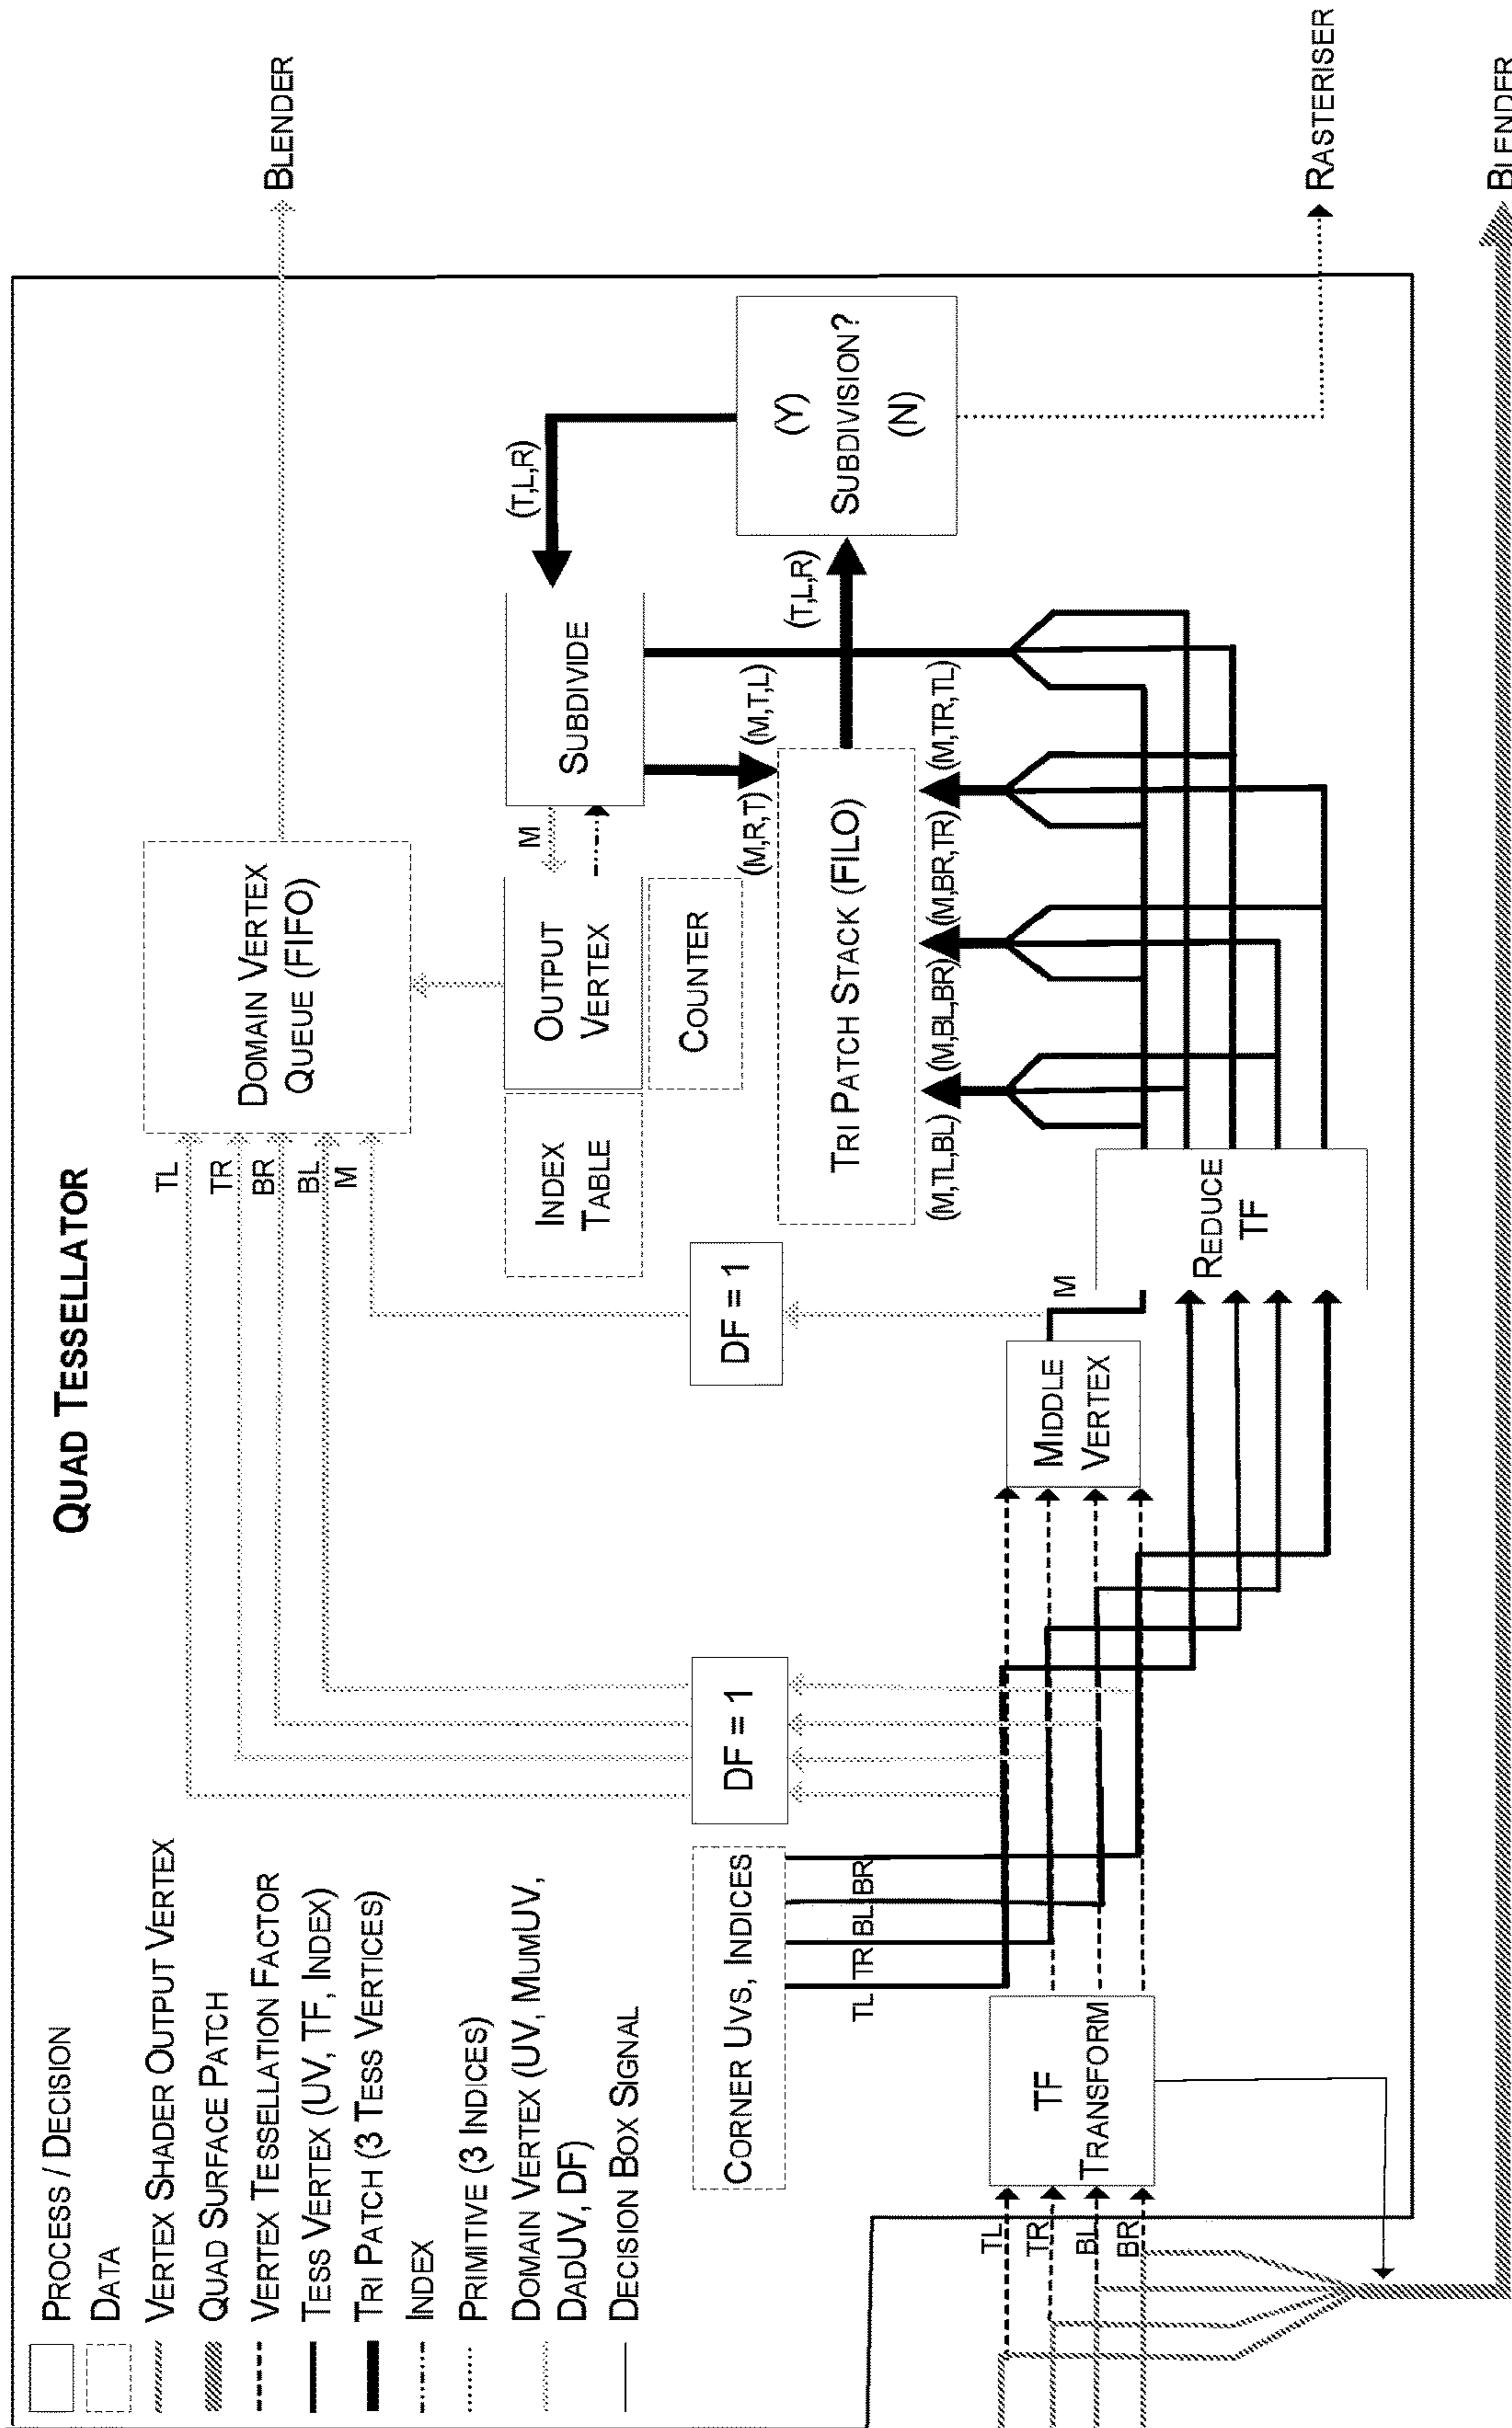 QUAD TESSELLATOR
PROCESS / DECISION
DATA
VERTEX SHADER OUTPUT VERTEX
QUAD SURFACE PATCH
VERTEX TESSELLATION FACTOR
TESS VERTEX (UV, TF, INDEX)
TRI PATCH (3 TESS VERTICES)
INDEX
PRIMITIVE (3 INDICES)
DOMAIN VERTEX (UV, MUMUV,
DADUV, DF)
DECISION BOX SIGNAL
TL
TR
BR
BL
M
DOMAIN VERTEX
QUEUE (FIFO)
BLENDER
INDEX
TABLE
OUTPUT
VERTEX
COUNTER
M
SUBDIVIDE
(T,L,R)
(M,R,T)
(M,T,L)
DF = 1
DF = 1
CORNER UVS, INDICES
TL
TR
BL
BR
TRI PATCH STACK (FILO)
(T,L,R)
(Y)
SUBDIVISION?
(N)
(M,TL,BL)
(M,BL,BR)
(M,BR,TR)
(M,TR,TL)
TL
TR
BL
BR
TF
TRANSFORM
MIDDLE
VERTEX
M
REDUCE
TF
RASTERISER
BLENDER